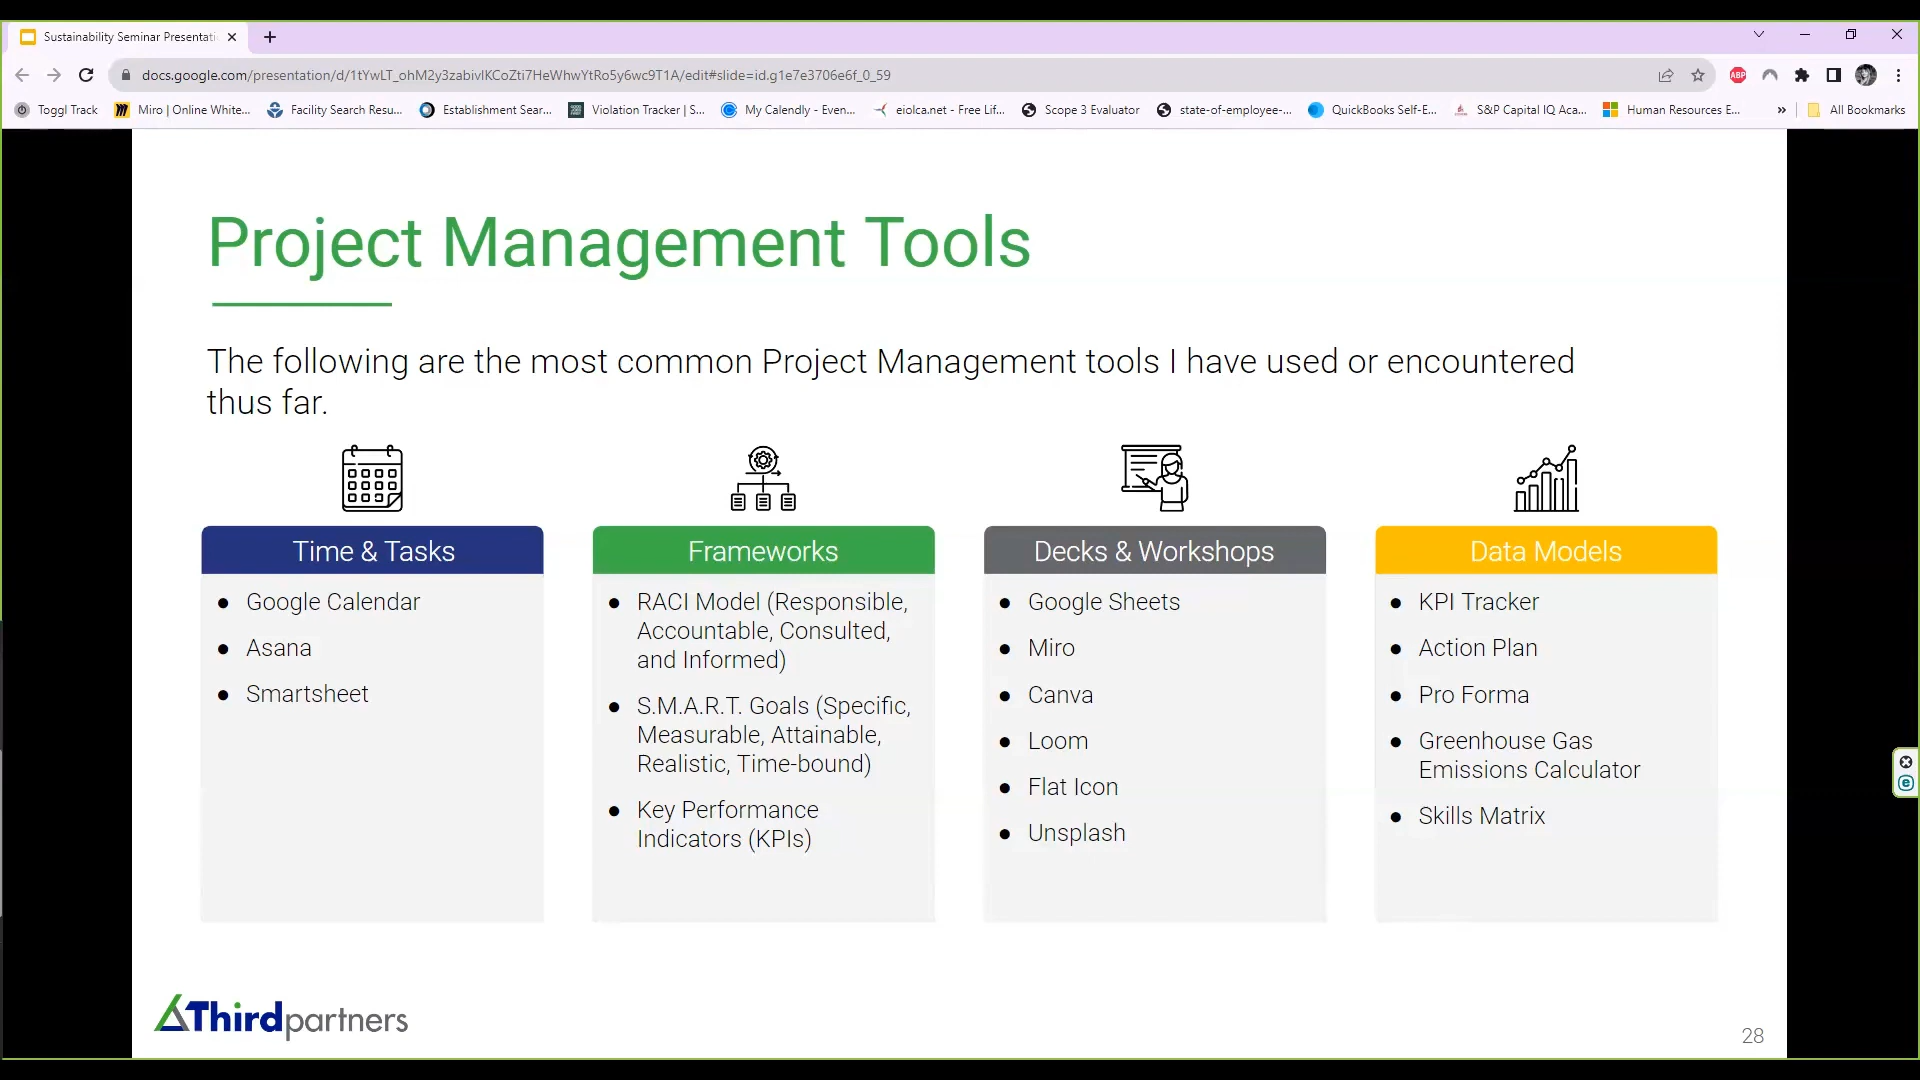 Sustainability Seminar Presentati
docs.google.com/presentation/d/1tYwLT_ohM2y3zabivIKCoZti7HeWhwYtRo5y6wc9T1A/edit#slide=id.g1e7e3706e6f_0_59
ABP
Toggl Track
Miro | Online White...
Facility Search Resu...
Establishment Sear...
Violation Tracker | S...
My Calendly - Even...
eiolca.net - Free Lif...
Scope 3 Evaluator
state-of-employee-...
QuickBooks Self-E...
S&P Capital IQ Aca...
Human Resources E...
»
All Bookmarks
Project Management Tools
The following are the most common Project Management tools I have used or encountered
thus far.
Time & Tasks
● Google Calendar
● Asana
● Smartsheet
Frameworks
● RACI Model (Responsible,
Accountable, Consulted,
and Informed)
● S.M.A.R.T. Goals (Specific,
Measurable, Attainable,
Realistic, Time-bound)
● Key Performance
Indicators (KPIs)
Decks & Workshops
● Google Sheets
● Miro
● Canva
● Loom
● Flat Icon
● Unsplash
Data Models
● KPI Tracker
● Action Plan
● Pro Forma
● Greenhouse Gas
Emissions Calculator
● Skills Matrix
Thirdpartners
28